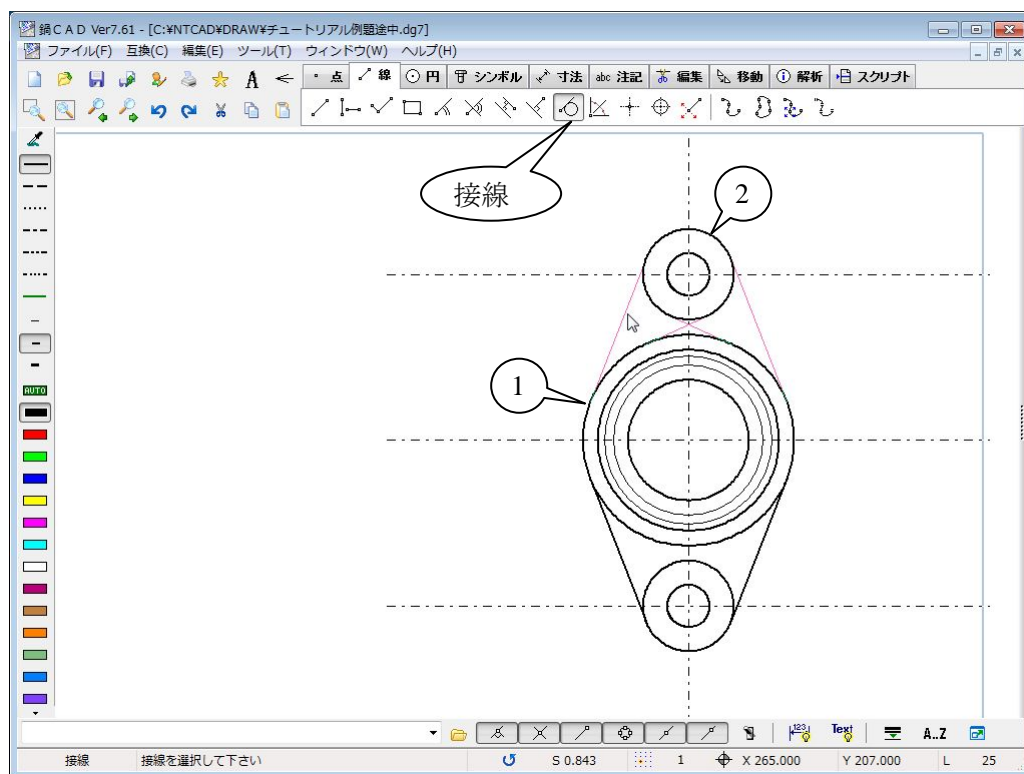 鍋CAD Ver7.61 - [C:¥NTCAD¥DRAW¥チュートリアル例題途中.dg7]
ファイル(F) 互換(C) 編集(E) ツール(T) ウィンドウ(W) ヘルプ(H)
点 線 円 シンボル 寸法 abc 注記 編集 移動 解析 スクリプト
接線
2
1
AUTO
123 Text A..Z
接線 接線を選択して下さい S 0.843 1 X 265.000 Y 207.000 L 25